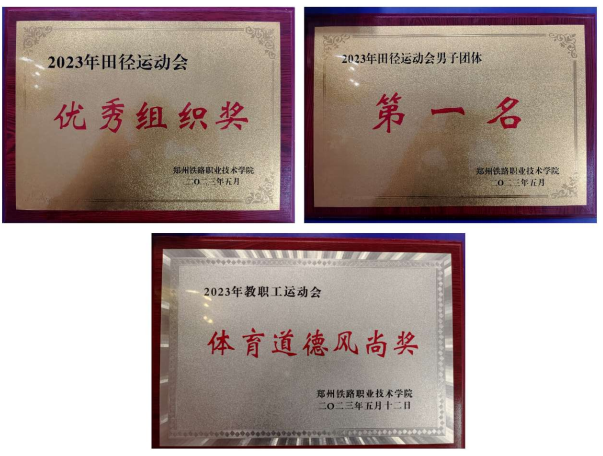 2023年田径运动会
优秀组织奖
郑州铁路职业技术学院
二〇二三年五月
2023年田径运动会男子团体
第一名
郑州铁路职业技术学院
二〇二三年五月
2023年教职工运动会
体育道德风尚奖
郑州铁路职业技术学院
二〇二三年五月十二日